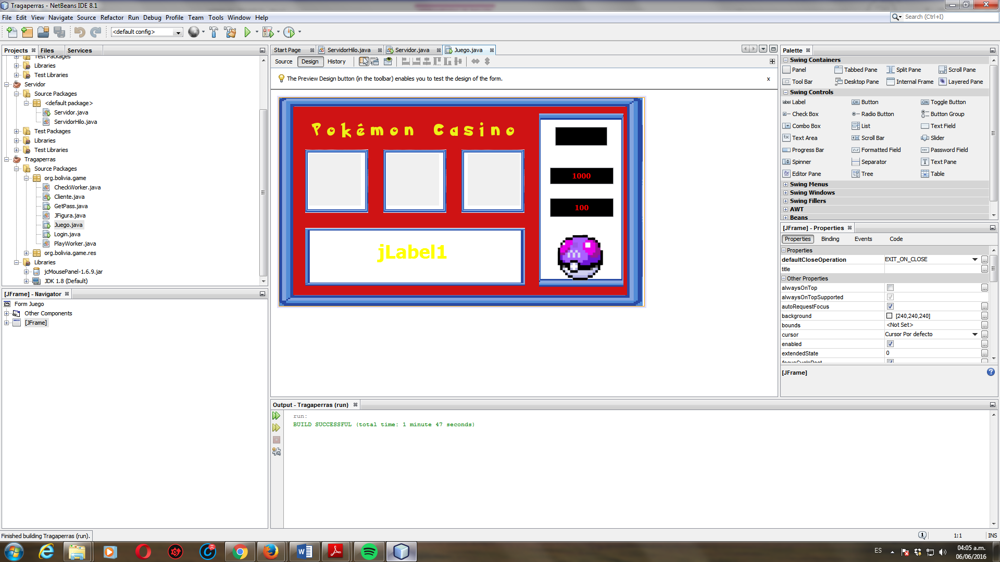 Tragaperras - NetBeans IDE 8.1
File Edit View Navigate Source Refactor Run Debug Profile Team Tools Window Help
Search (Ctrl+I)
<default config>
Projects Files Services
Test Packages
Libraries
Test Libraries
Servidor
Source Packages
<default package>
Servidor.java
ServidorHilo.java
Test Packages
Libraries
Test Libraries
Tragaperras
Source Packages
org.bolivia.game
CheckWorker.java
Cliente.java
GetPass.java
JFigura.java
Juego.java
Login.java
PlayWorker.java
org.bolivia.game.res
Libraries
jcMousePanel-1.6.9.jar
JDK 1.8 (Default)
[JFrame] - Navigator
Form Juego
Other Components
[JFrame]
Start Page ServidorHilo.java Servidor.java Juego.java
Source Design History
The Preview Design button (in the toolbar) enables you to test the design of the form.
x
Pokémon Casino
1000
100
jLabel1
Output - Tragaperras (run)
run:
BUILD SUCCESSFUL (total time: 1 minute 47 seconds)
Palette
Swing Containers
Panel Tabbed Pane Split Pane Scroll Pane
Tool Bar Desktop Pane Internal Frame Layered Pane
Swing Controls
label Label OK Button ON Toggle Button
Check Box Radio Button Button Group
Combo Box List Text Field
Text Area Scroll Bar Slider
Progress Bar Formatted Field Password Field
Spinner Separator Text Pane
Editor Pane Tree Table
Swing Menus
Swing Windows
Swing Fillers
AWT
Beans
[JFrame] - Properties
Properties Binding Events Code
Properties
defaultCloseOperation EXIT_ON_CLOSE
title
Other Properties
alwaysOnTop
alwaysOnTopSupported
autoRequestFocus
background [240,240,240]
bounds <Not Set>
cursor Cursor Por defecto
enabled
extendedState 0
focusCycleRoot
[JFrame]
Finished building Tragaperras (run).
1
1:1 INS
ES
04:05 a.m.
06/06/2016